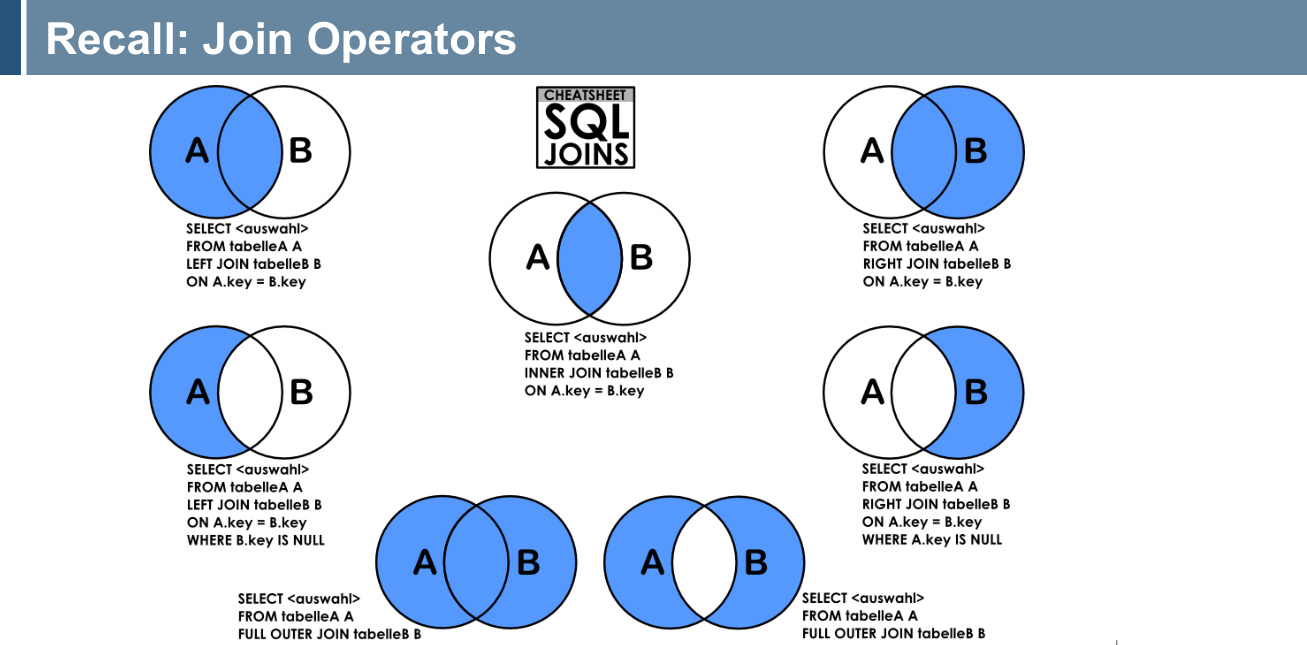 Recall: Join Operators
CHEATSHEET
SQL
JOINS
A B
SELECT <auswahl>
FROM tabelleA A
LEFT JOIN tabelleB B
ON A.key = B.key
A B
SELECT <auswahl>
FROM tabelleA A
INNER JOIN tabelleB B
ON A.key = B.key
A B
SELECT <auswahl>
FROM tabelleA A
RIGHT JOIN tabelleB B
ON A.key = B.key
A B
SELECT <auswahl>
FROM tabelleA A
LEFT JOIN tabelleB B
ON A.key = B.key
WHERE B.key IS NULL
A B
SELECT <auswahl>
FROM tabelleA A
RIGHT JOIN tabelleB B
ON A.key = B.key
WHERE A.key IS NULL
A B
SELECT <auswahl>
FROM tabelleA A
FULL OUTER JOIN tabelleB B
A B
SELECT <auswahl>
FROM tabelleA A
FULL OUTER JOIN tabelleB B